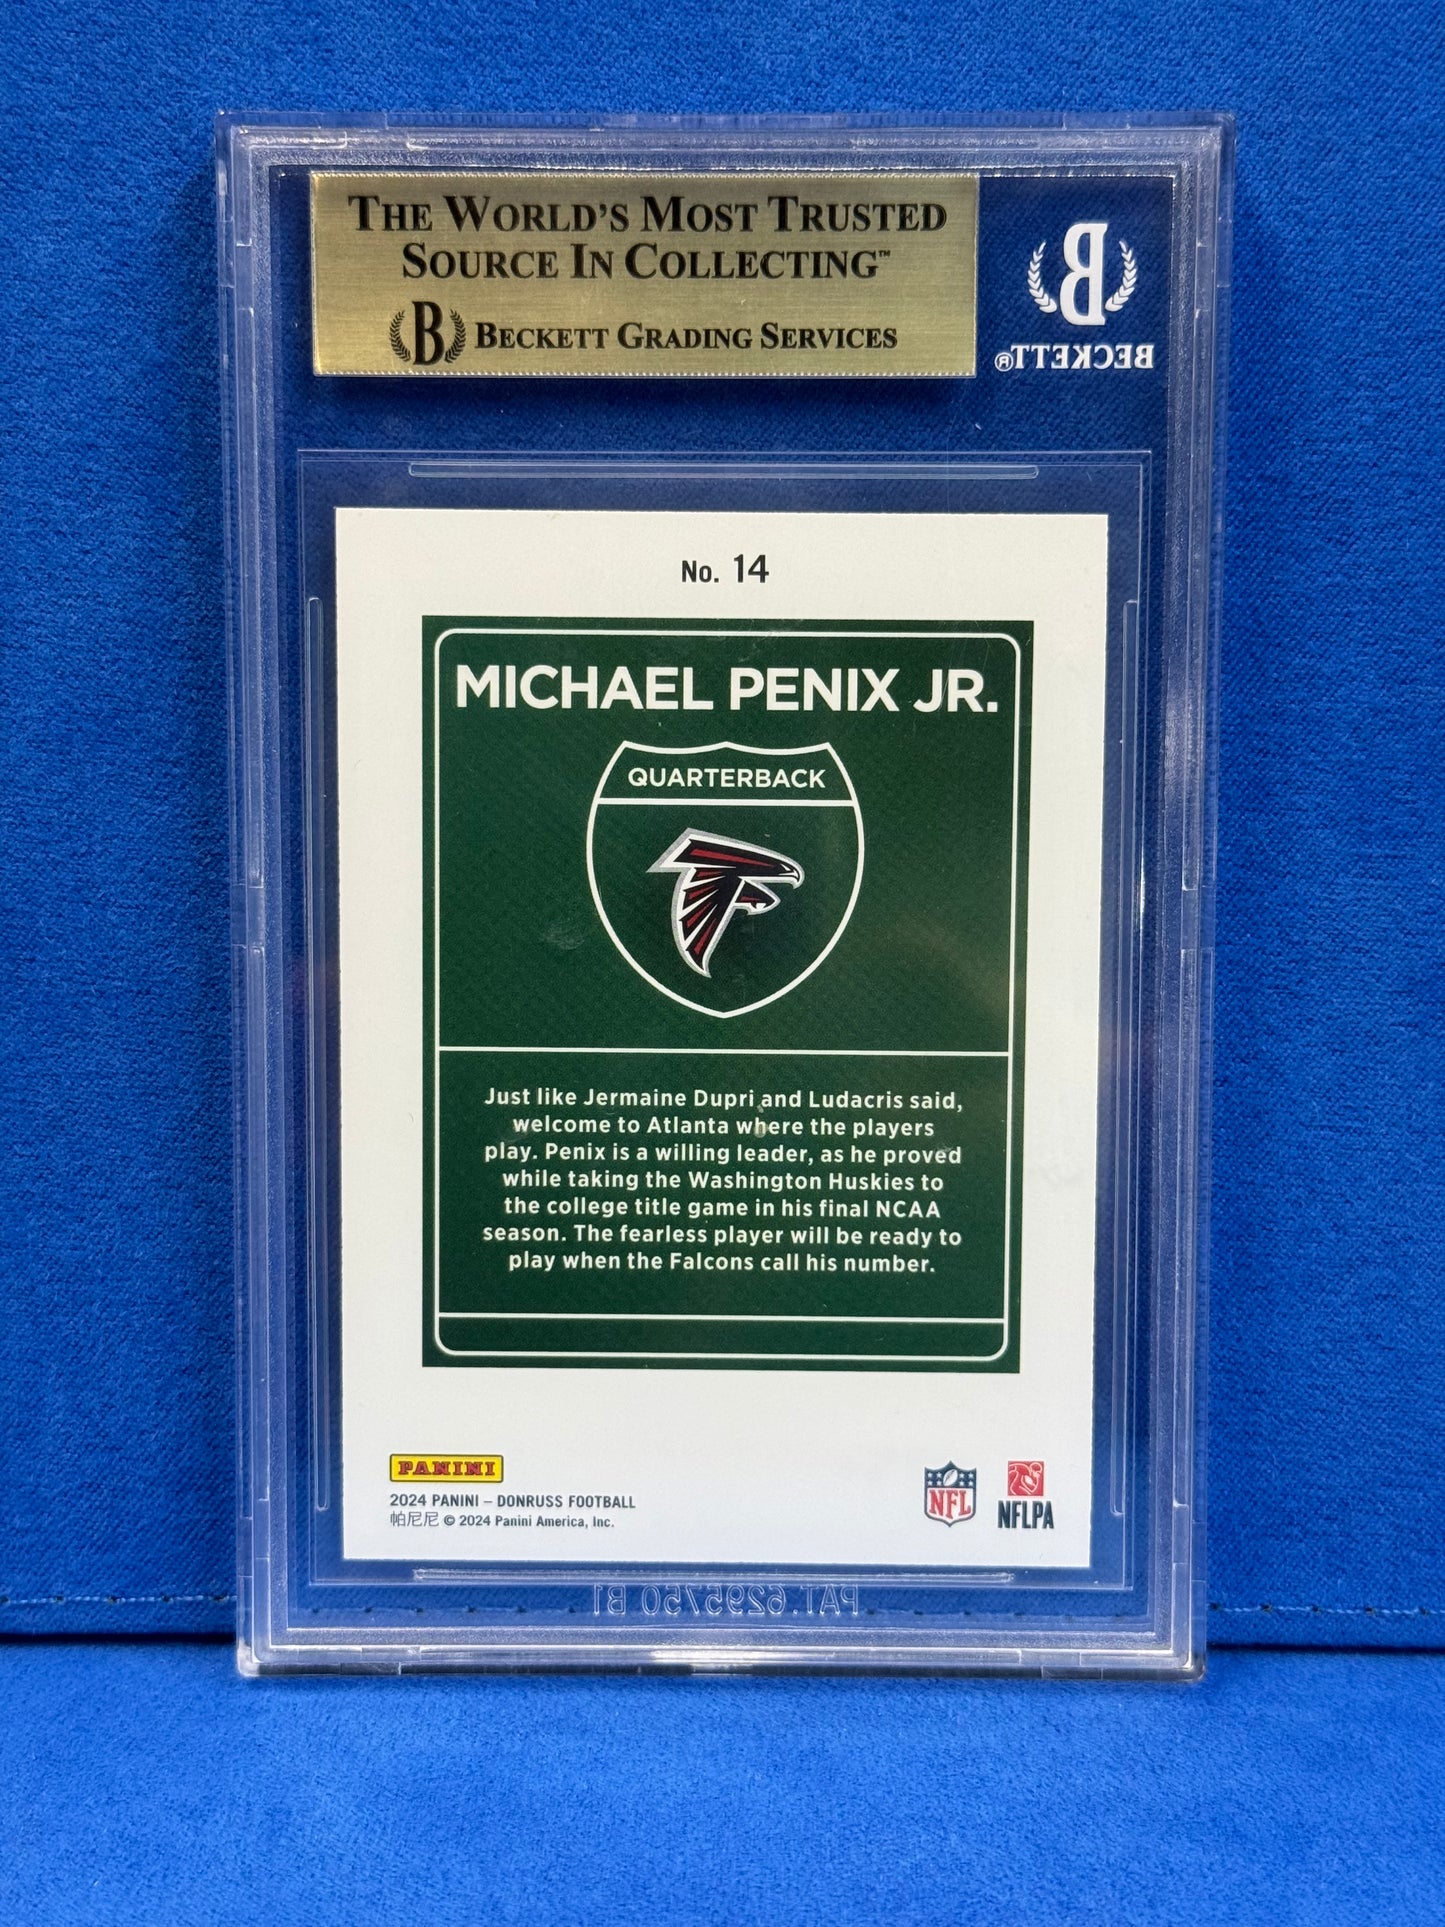 THE WORLD'S MOST TRUSTED
SOURCE IN COLLECTING™
B BECKETT GRADING SERVICES
B
BECKETT®
No. 14
MICHAEL PENIX JR.
QUARTERBACK
Just like Jermaine Dupri and Ludacris said,
welcome to Atlanta where the players
play. Penix is a willing leader, as he proved
while taking the Washington Huskies to
the college title game in his final NCAA
season. The fearless player will be ready to
play when the Falcons call his number.
PANINI
2024 PANINI – DONRUSS FOOTBALL
帕尼尼 © 2024 Panini America, Inc.
NFL
NFLPA
PAT.6295750 B1